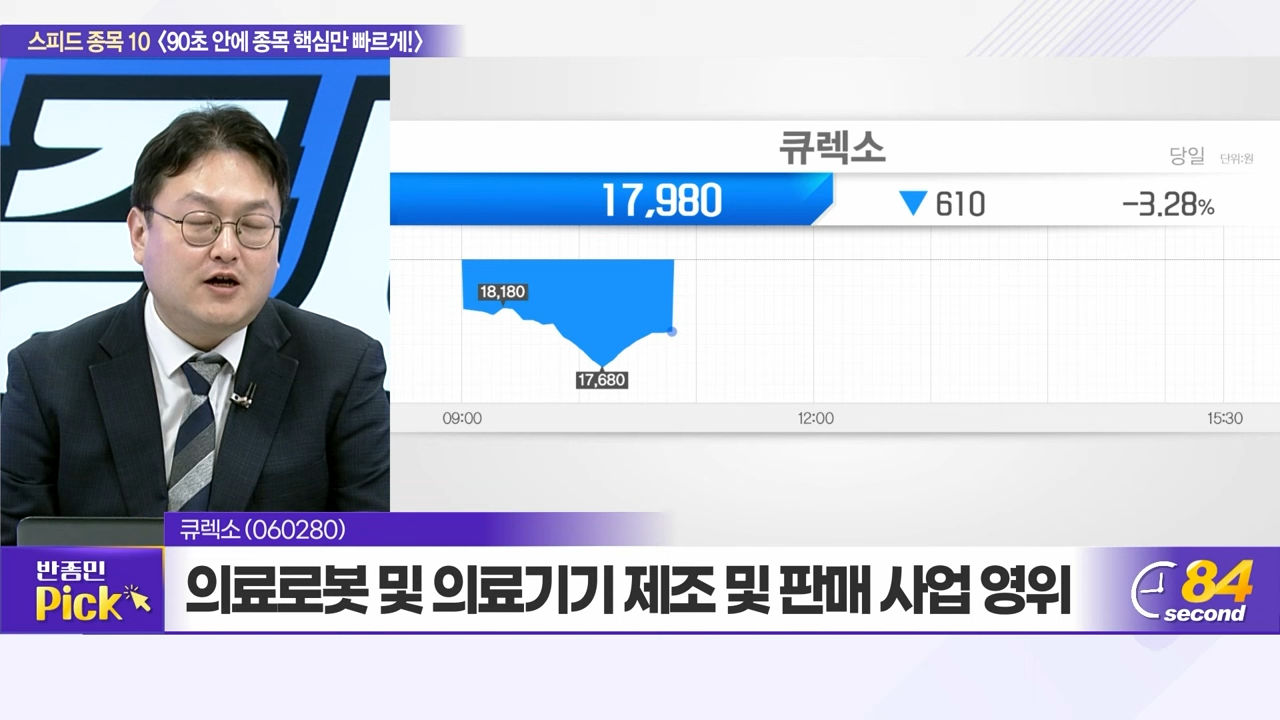 스피드 종목 10 〈90초 안에 종목 핵심만 빠르게!〉
큐렉소
당일 단위:원
17,980 ▼610 -3.28%
18,180
17,680
09:00 12:00 15:30
큐렉소(060280)
반종민
Pick
의료로봇 및 의료기기 제조 및 판매 사업 영위
84
second